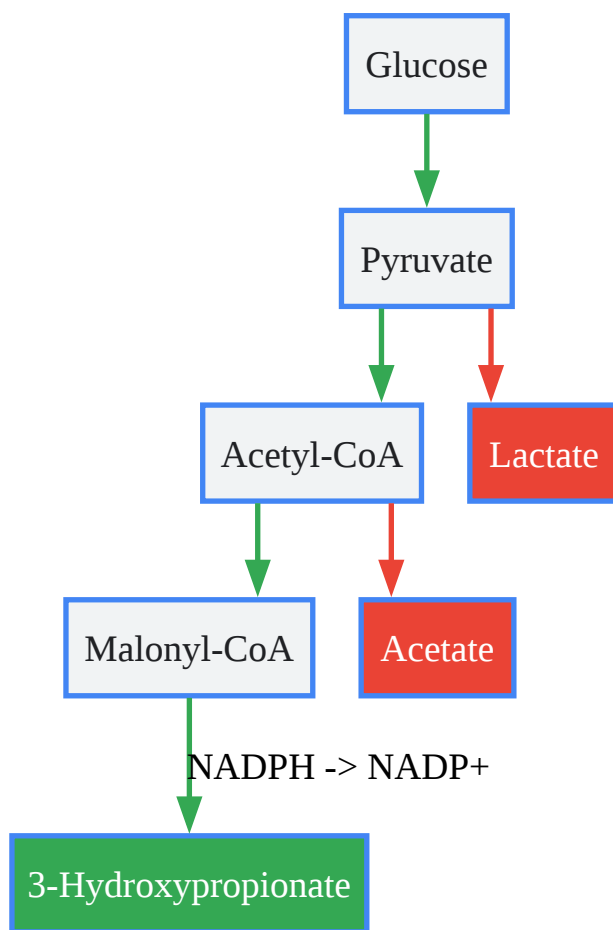 Glucose
Pyruvate
Acetyl-CoA
Lactate
Malonyl-CoA
Acetate
NADPH -> NADP+
3-Hydroxypropionate